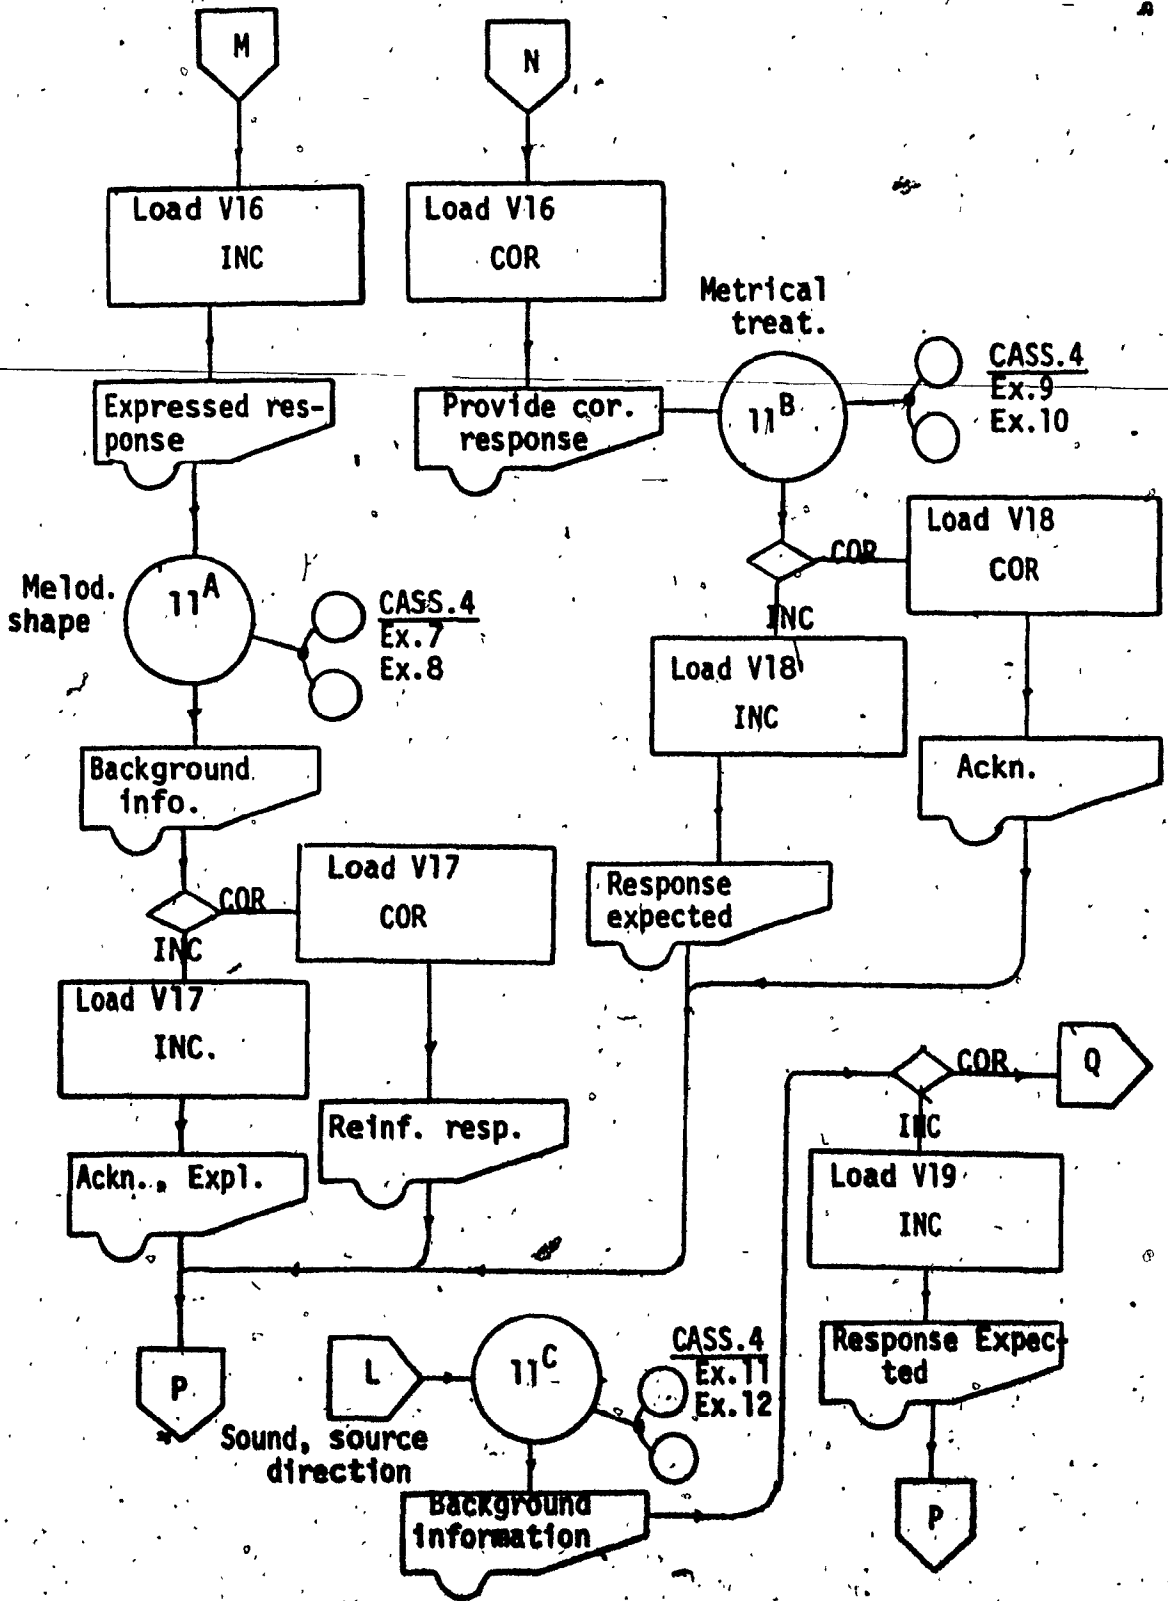 M
N
Load V16
INC
Load V16
COR
Metrical
treat.
Expressed res-
ponse
Provide cor.
response
11B
CASS.4
Ex.9
Ex.10
Load V18
COR
COR
INC
Melod.
shape
11A
CASS.4
Ex.7
Ex.8
Load V18
INC
Background
info.
Ackn.
COR
INC
Load V17
COR
Response
expected
Load V17
INC.
COR
Q
INC
Reinf. resp.
Ackn., Expl.
Load V19
INC
P
L
11C
CASS.4
Ex.11
Ex.12
Response Expec-
ted
Sound, source
direction
Background
information
P